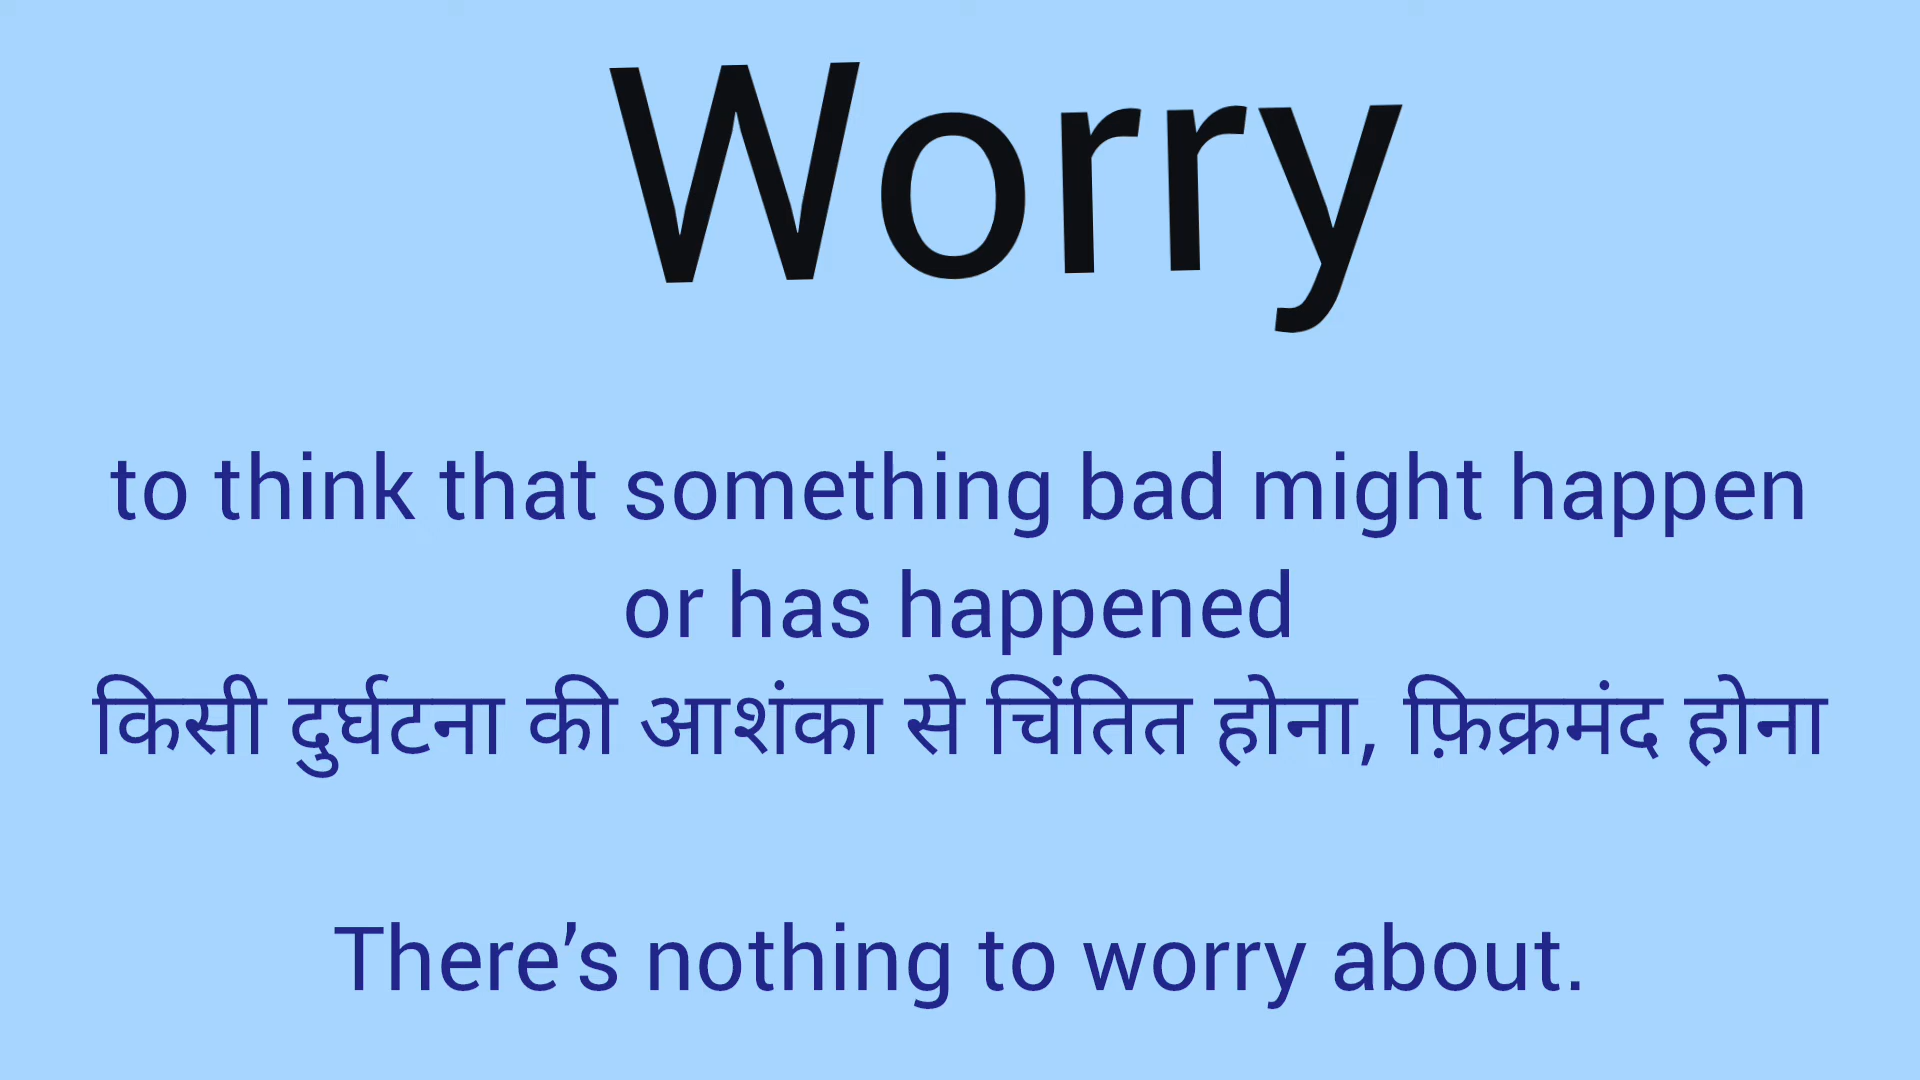 Worry
to think that something bad might happen
or has happened
किसी दुर्घटना की आशंका से चिंतित होना, फ़िक्रमंद होना
There’s nothing to worry about.